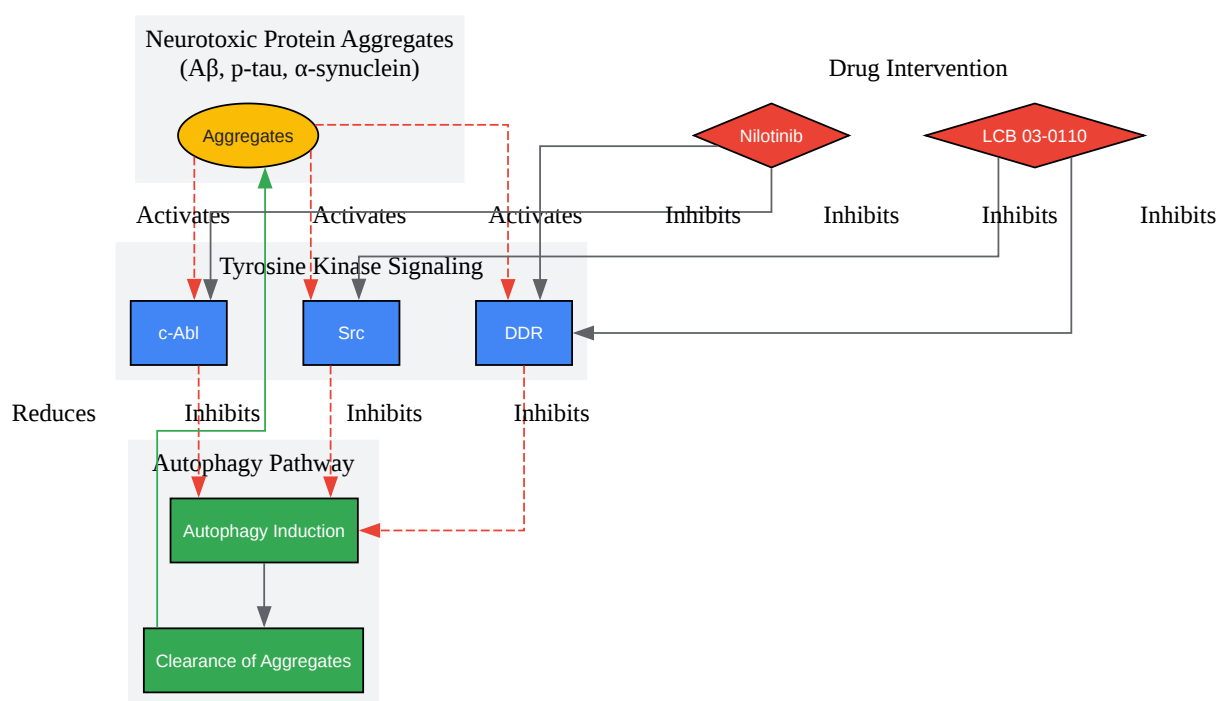 Neurotoxic Protein Aggregates
(Aβ, p-tau, α-synuclein)
Drug Intervention
Aggregates
Nilotinib
LCB 03-0110
Activates
Activates
Activates
Inhibits
Inhibits
Inhibits
Inhibits
Tyrosine Kinase Signaling
c-Abl
Src
DDR
Reduces
Inhibits
Inhibits
Inhibits
Autophagy Pathway
Autophagy Induction
Clearance of Aggregates